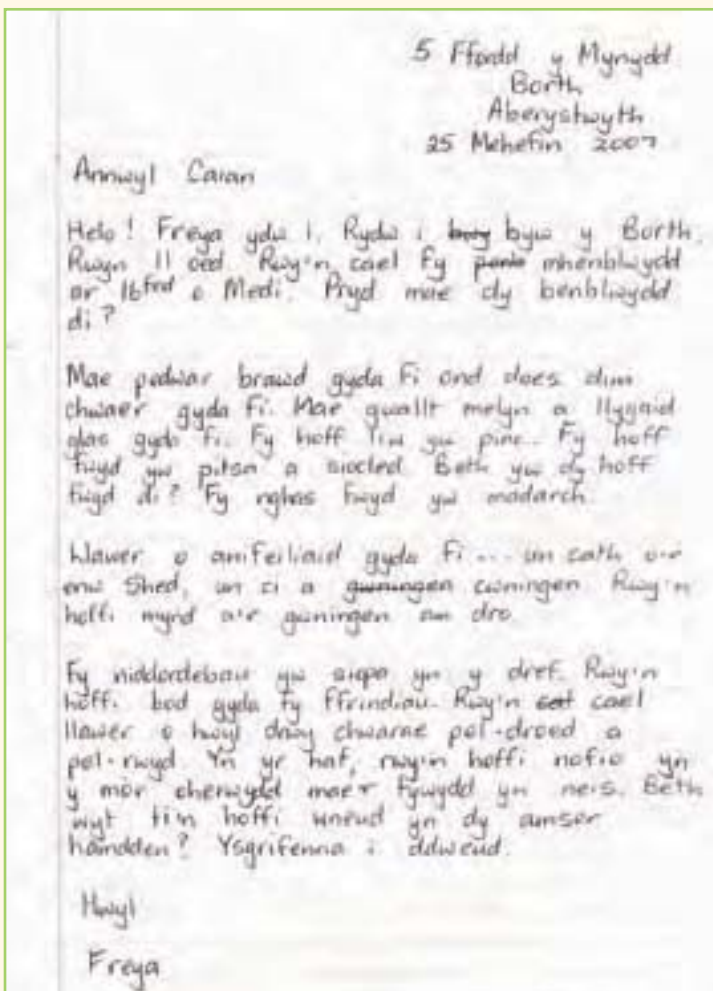 5 Ffordd y Mynydd
Borth
Aberystwyth
25 Mehefin 2007
Annwyl Caian
Helo! Freya ydw i. Rydw i byw y Borth.
Rwyn 11 oed. Rwy'n cael fy mhenblwydd
ar 16fed o Medi. Pryd mae dy benblwydd
di?
Mae pedwar brawd gyda fi ond does dim
chwaer gyda fi. Mae gwallt melyn a llygaid
glas gyda fi. Fy hoff liw yw pinc. Fy hoff
fwyd yw pitsa a siocled. Beth yw dy hoff
fwyd di? Fy nghas fwyd yw madarch.
Llawer o anifeiliaid gyda fi... un cath o'r
enw Shed, un ci a gwningen cwningen. Rwy'n
hoffi mynd a'r gwningen am dro
Fy niddordebau yw siopa yn y dref. Rwy'n
hoffi bod gyda fy ffrindiau. Rwy'n cael
llawer o hwyl drwy chwarae pel-droed a
pel-rwyd. Yn yr haf, rwy'n hoffi nofio yn
y môr oherwydd mae'r tywydd yn neis. Beth
wyt ti'n hoffi wneud yn dy amser
hamdden? Ysgrifenna i ddweud.
Hwyl
Freya